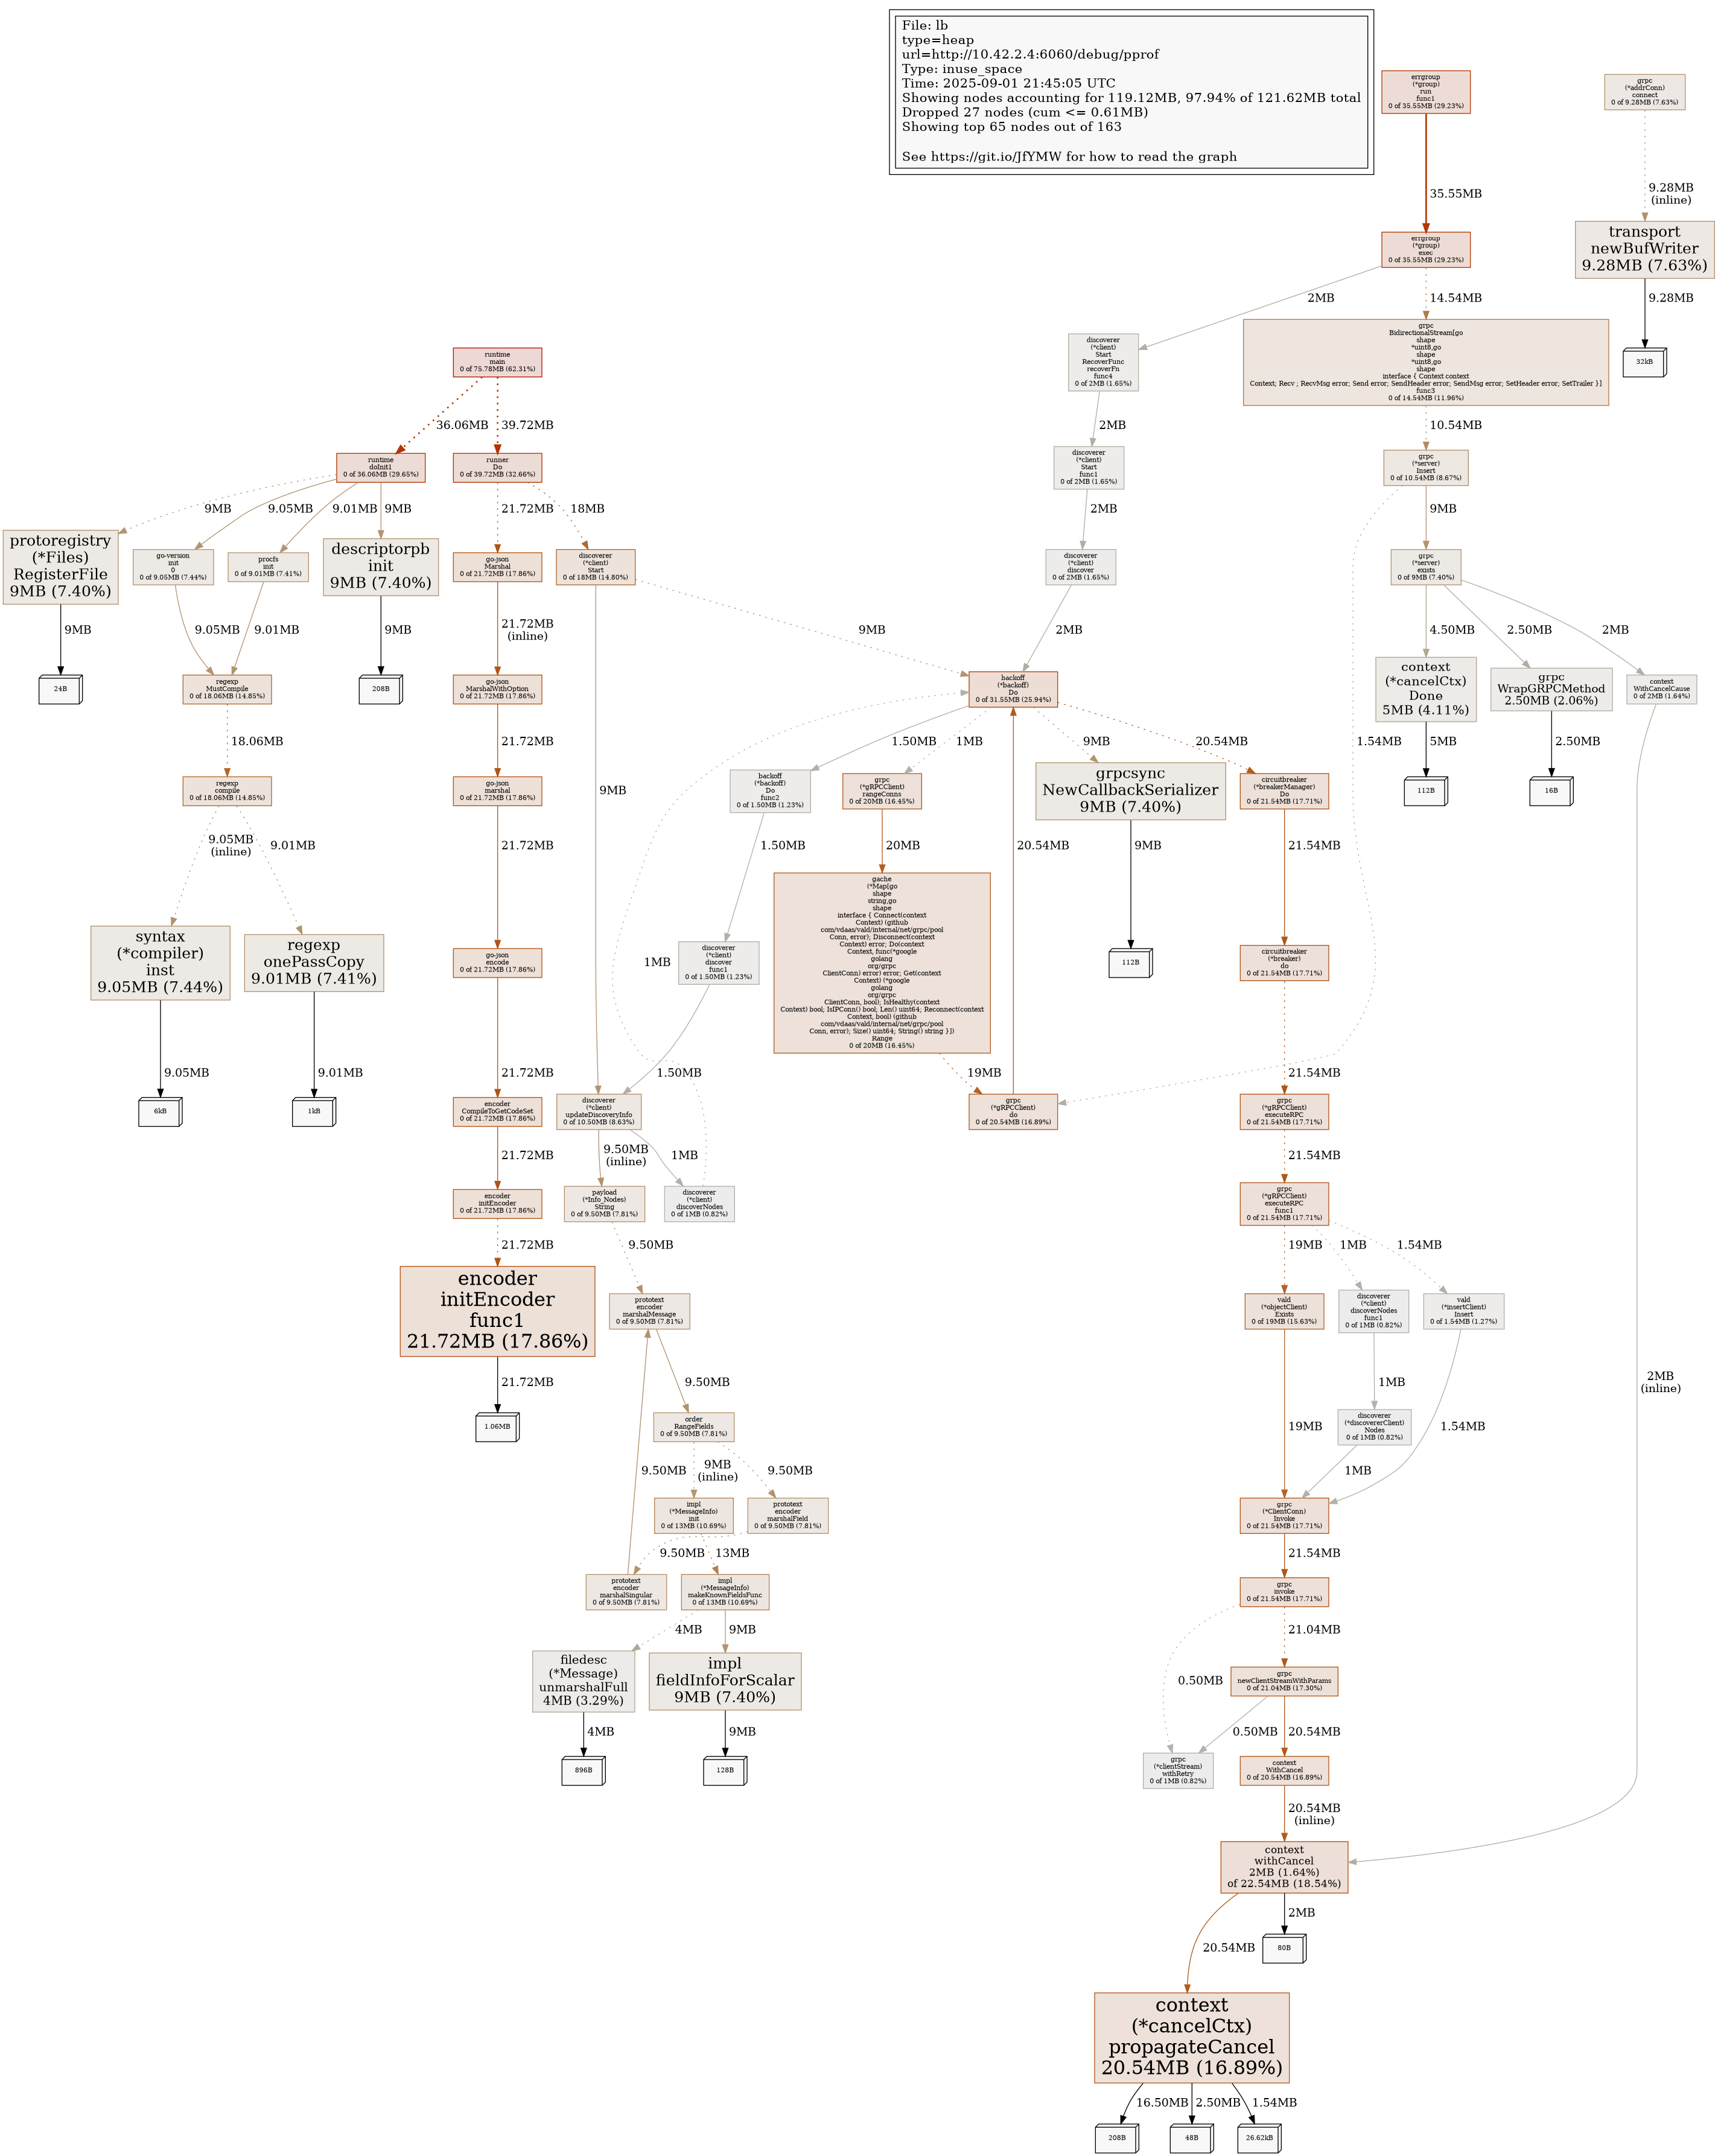 File: lb
type=heap
url=http://10.42.2.4:6060/debug/pprof
Type: inuse_space
Time: 2025-09-01 21:45:05 UTC
Showing nodes accounting for 119.12MB, 97.94% of 121.62MB total
Dropped 27 nodes (cum <= 0.61MB)
Showing top 65 nodes out of 163
See https://git.io/JfYMW for how to read the graph
errgroup
(*group)
run
func1
0 of 35.55MB (29.23%)
grpc
(*addrConn)
connect
0 of 9.28MB (7.63%)
35.55MB
9.28MB
(inline)
errgroup
(*group)
exec
0 of 35.55MB (29.23%)
transport
newBufWriter
9.28MB (7.63%)
2MB
14.54MB
9.28MB
runtime
main
0 of 75.78MB (62.31%)
discoverer
(*client)
Start
RecoverFunc
recoverFn
func4
0 of 2MB (1.65%)
grpc
BidirectionalStream[go
shape
*uint8,go
shape
*uint8,go
shape
interface { Context context
Context; Recv ; RecvMsg error; Send error; SendHeader error; SendMsg error; SetHeader error; SetTrailer }]
func3
0 of 14.54MB (11.96%)
32kB
36.06MB
39.72MB
2MB
10.54MB
runtime
doInit1
0 of 36.06MB (29.65%)
runner
Do
0 of 39.72MB (32.66%)
discoverer
(*client)
Start
func1
0 of 2MB (1.65%)
grpc
(*server)
Insert
0 of 10.54MB (8.67%)
9MB
9.05MB
9.01MB
9MB
21.72MB
18MB
2MB
9MB
protoregistry
(*Files)
RegisterFile
9MB (7.40%)
go-version
init
0
0 of 9.05MB (7.44%)
procfs
init
0 of 9.01MB (7.41%)
descriptorpb
init
9MB (7.40%)
go-json
Marshal
0 of 21.72MB (17.86%)
discoverer
(*client)
Start
0 of 18MB (14.80%)
discoverer
(*client)
discover
0 of 2MB (1.65%)
grpc
(*server)
exists
0 of 9MB (7.40%)
9MB
9.05MB
9.01MB
9MB
21.72MB
(inline)
9MB
2MB
4.50MB
2.50MB
2MB
24B
regexp
MustCompile
0 of 18.06MB (14.85%)
208B
go-json
MarshalWithOption
0 of 21.72MB (17.86%)
backoff
(*backoff)
Do
0 of 31.55MB (25.94%)
context
(*cancelCtx)
Done
5MB (4.11%)
grpc
WrapGRPCMethod
2.50MB (2.06%)
context
WithCancelCause
0 of 2MB (1.64%)
18.06MB
21.72MB
1.50MB
1MB
9MB
20.54MB
1.54MB
5MB
2.50MB
regexp
compile
0 of 18.06MB (14.85%)
go-json
marshal
0 of 21.72MB (17.86%)
9MB
backoff
(*backoff)
Do
func2
0 of 1.50MB (1.23%)
grpc
(*gRPCClient)
rangeConns
0 of 20MB (16.45%)
grpcsync
NewCallbackSerializer
9MB (7.40%)
circuitbreaker
(*breakerManager)
Do
0 of 21.54MB (17.71%)
112B
16B
9.05MB
(inline)
9.01MB
21.72MB
1.50MB
20MB
20.54MB
9MB
21.54MB
syntax
(*compiler)
inst
9.05MB (7.44%)
regexp
onePassCopy
9.01MB (7.41%)
go-json
encode
0 of 21.72MB (17.86%)
1MB
discoverer
(*client)
discover
func1
0 of 1.50MB (1.23%)
gache
(*Map[go
shape
string,go
shape
interface { Connect(context
Context) (github
com/vdaas/vald/internal/net/grpc/pool
Conn, error); Disconnect(context
Context) error; Do(context
Context, func(*google
golang
org/grpc
ClientConn) error) error; Get(context
Context) (*google
golang
org/grpc
ClientConn, bool); IsHealthy(context
Context) bool; IsIPConn() bool; Len() uint64; Reconnect(context
Context, bool) (github
com/vdaas/vald/internal/net/grpc/pool
Conn, error); Size() uint64; String() string }])
Range
0 of 20MB (16.45%)
112B
circuitbreaker
(*breaker)
do
0 of 21.54MB (17.71%)
9.05MB
9.01MB
21.72MB
1.50MB
19MB
21.54MB
6kB
1kB
encoder
CompileToGetCodeSet
0 of 21.72MB (17.86%)
discoverer
(*client)
updateDiscoveryInfo
0 of 10.50MB (8.63%)
grpc
(*gRPCClient)
do
0 of 20.54MB (16.89%)
grpc
(*gRPCClient)
executeRPC
0 of 21.54MB (17.71%)
21.72MB
9.50MB
(inline)
1MB
21.54MB
encoder
initEncoder
0 of 21.72MB (17.86%)
payload
(*Info_Nodes)
String
0 of 9.50MB (7.81%)
discoverer
(*client)
discoverNodes
0 of 1MB (0.82%)
grpc
(*gRPCClient)
executeRPC
func1
0 of 21.54MB (17.71%)
21.72MB
9.50MB
19MB
1MB
1.54MB
encoder
initEncoder
func1
21.72MB (17.86%)
prototext
encoder
marshalMessage
0 of 9.50MB (7.81%)
vald
(*objectClient)
Exists
0 of 19MB (15.63%)
discoverer
(*client)
discoverNodes
func1
0 of 1MB (0.82%)
vald
(*insertClient)
Insert
0 of 1.54MB (1.27%)
21.72MB
9.50MB
1MB
1.06MB
order
RangeFields
0 of 9.50MB (7.81%)
19MB
discoverer
(*discovererClient)
Nodes
0 of 1MB (0.82%)
1.54MB
9.50MB
9MB
(inline)
9.50MB
1MB
impl
(*MessageInfo)
init
0 of 13MB (10.69%)
prototext
encoder
marshalField
0 of 9.50MB (7.81%)
grpc
(*ClientConn)
Invoke
0 of 21.54MB (17.71%)
9.50MB
13MB
21.54MB
prototext
encoder
marshalSingular
0 of 9.50MB (7.81%)
impl
(*MessageInfo)
makeKnownFieldsFunc
0 of 13MB (10.69%)
grpc
invoke
0 of 21.54MB (17.71%)
2MB
(inline)
4MB
9MB
21.04MB
filedesc
(*Message)
unmarshalFull
4MB (3.29%)
impl
fieldInfoForScalar
9MB (7.40%)
0.50MB
grpc
newClientStreamWithParams
0 of 21.04MB (17.30%)
4MB
9MB
0.50MB
20.54MB
896B
128B
grpc
(*clientStream)
withRetry
0 of 1MB (0.82%)
context
WithCancel
0 of 20.54MB (16.89%)
20.54MB
(inline)
context
withCancel
2MB (1.64%)
of 22.54MB (18.54%)
20.54MB
2MB
80B
context
(*cancelCtx)
propagateCancel
20.54MB (16.89%)
16.50MB
2.50MB
1.54MB
208B
48B
26.62kB